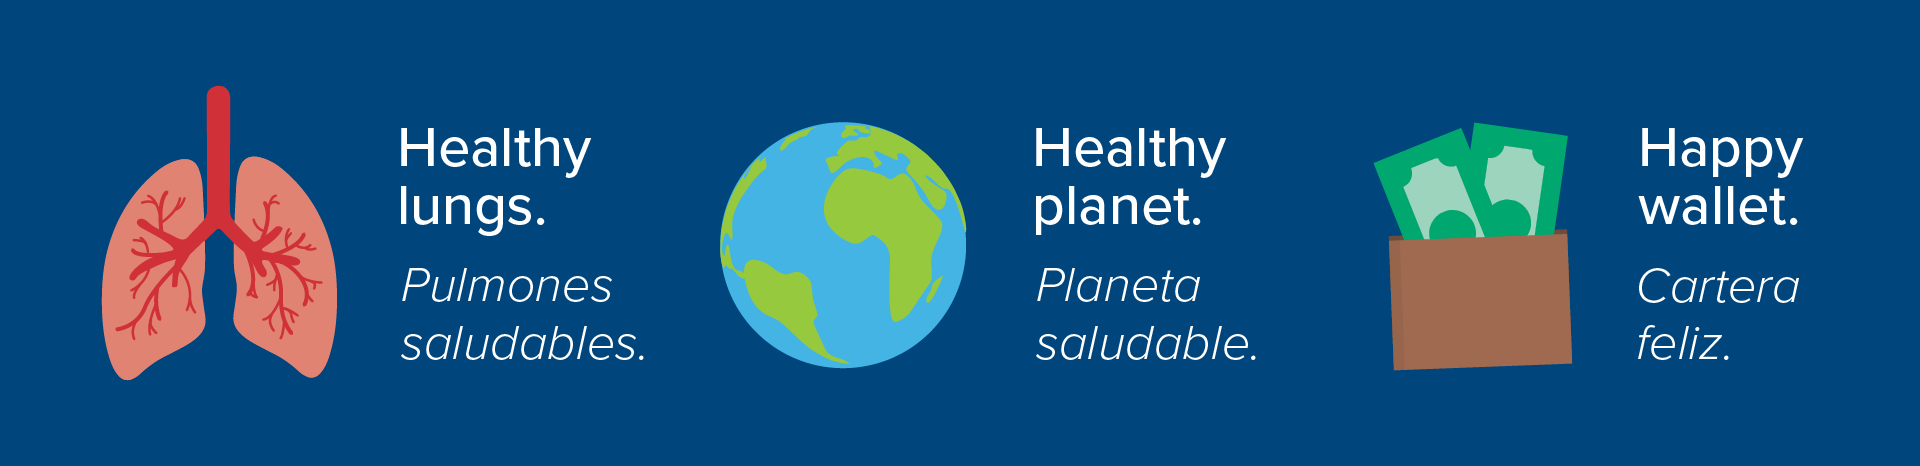 Healthy
lungs.
Pulmones
saludables.
Healthy
planet.
Planeta
saludable.
Happy
wallet.
Cartera
feliz.